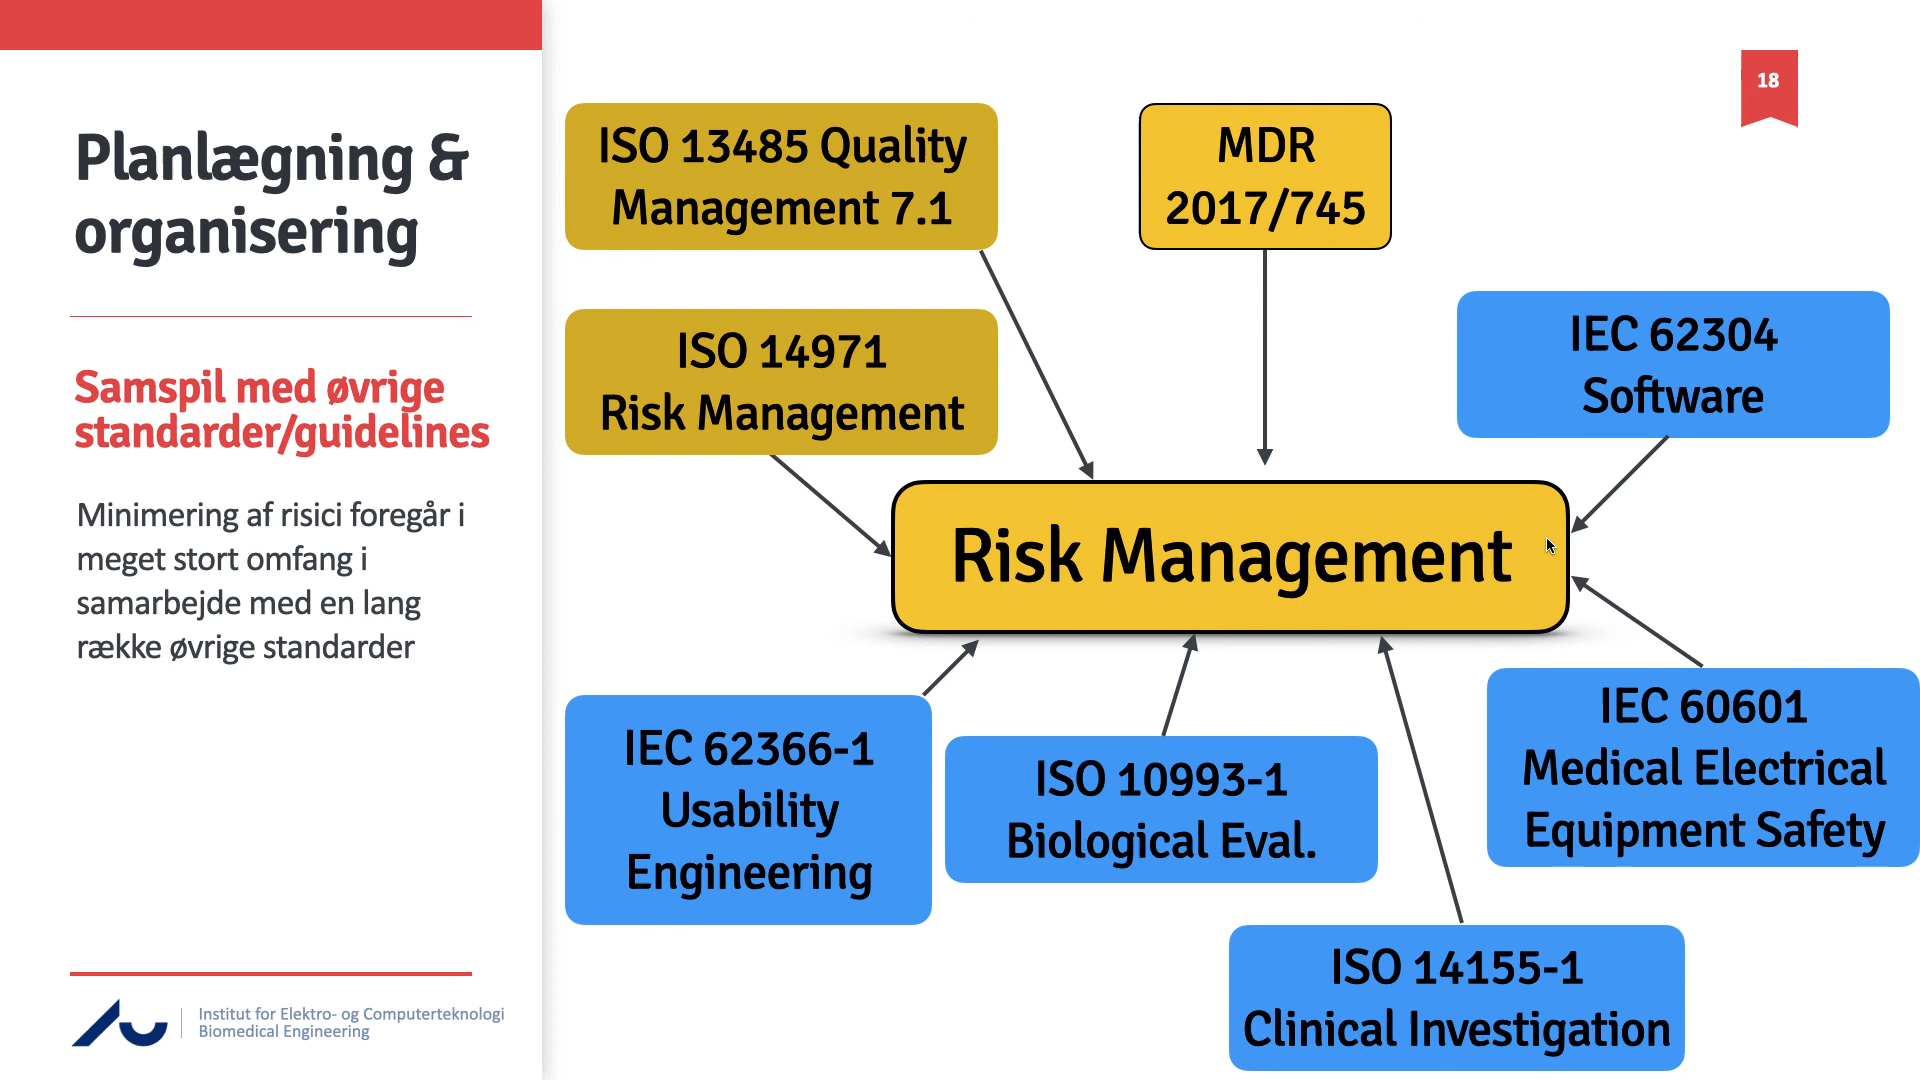 Planlægning &
organisering
Samspil med øvrige
standarder/guidelines
Minimering af risici foregår i
meget stort omfang i
samarbejde med en lang
række øvrige standarder
Institut for Elektro- og Computerteknologi
Biomedical Engineering
18
ISO 13485 Quality
Management 7.1
MDR
2017/745
ISO 14971
Risk Management
IEC 62304
Software
Risk Management
IEC 62366-1
Usability
Engineering
ISO 10993-1
Biological Eval.
IEC 60601
Medical Electrical
Equipment Safety
ISO 14155-1
Clinical Investigation